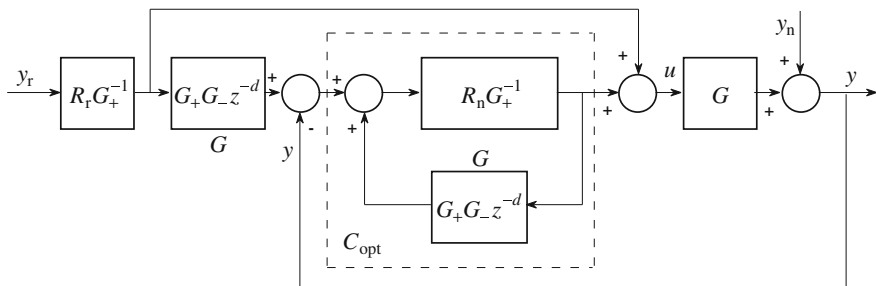 y_r
R_r G_+^{-1}
G_+ G_- z^{-d}
G
+
-
y
+
+
R_n G_+^{-1}
G
G_+ G_- z^{-d}
C_opt
+
+
u
G
y_n
+
+
y